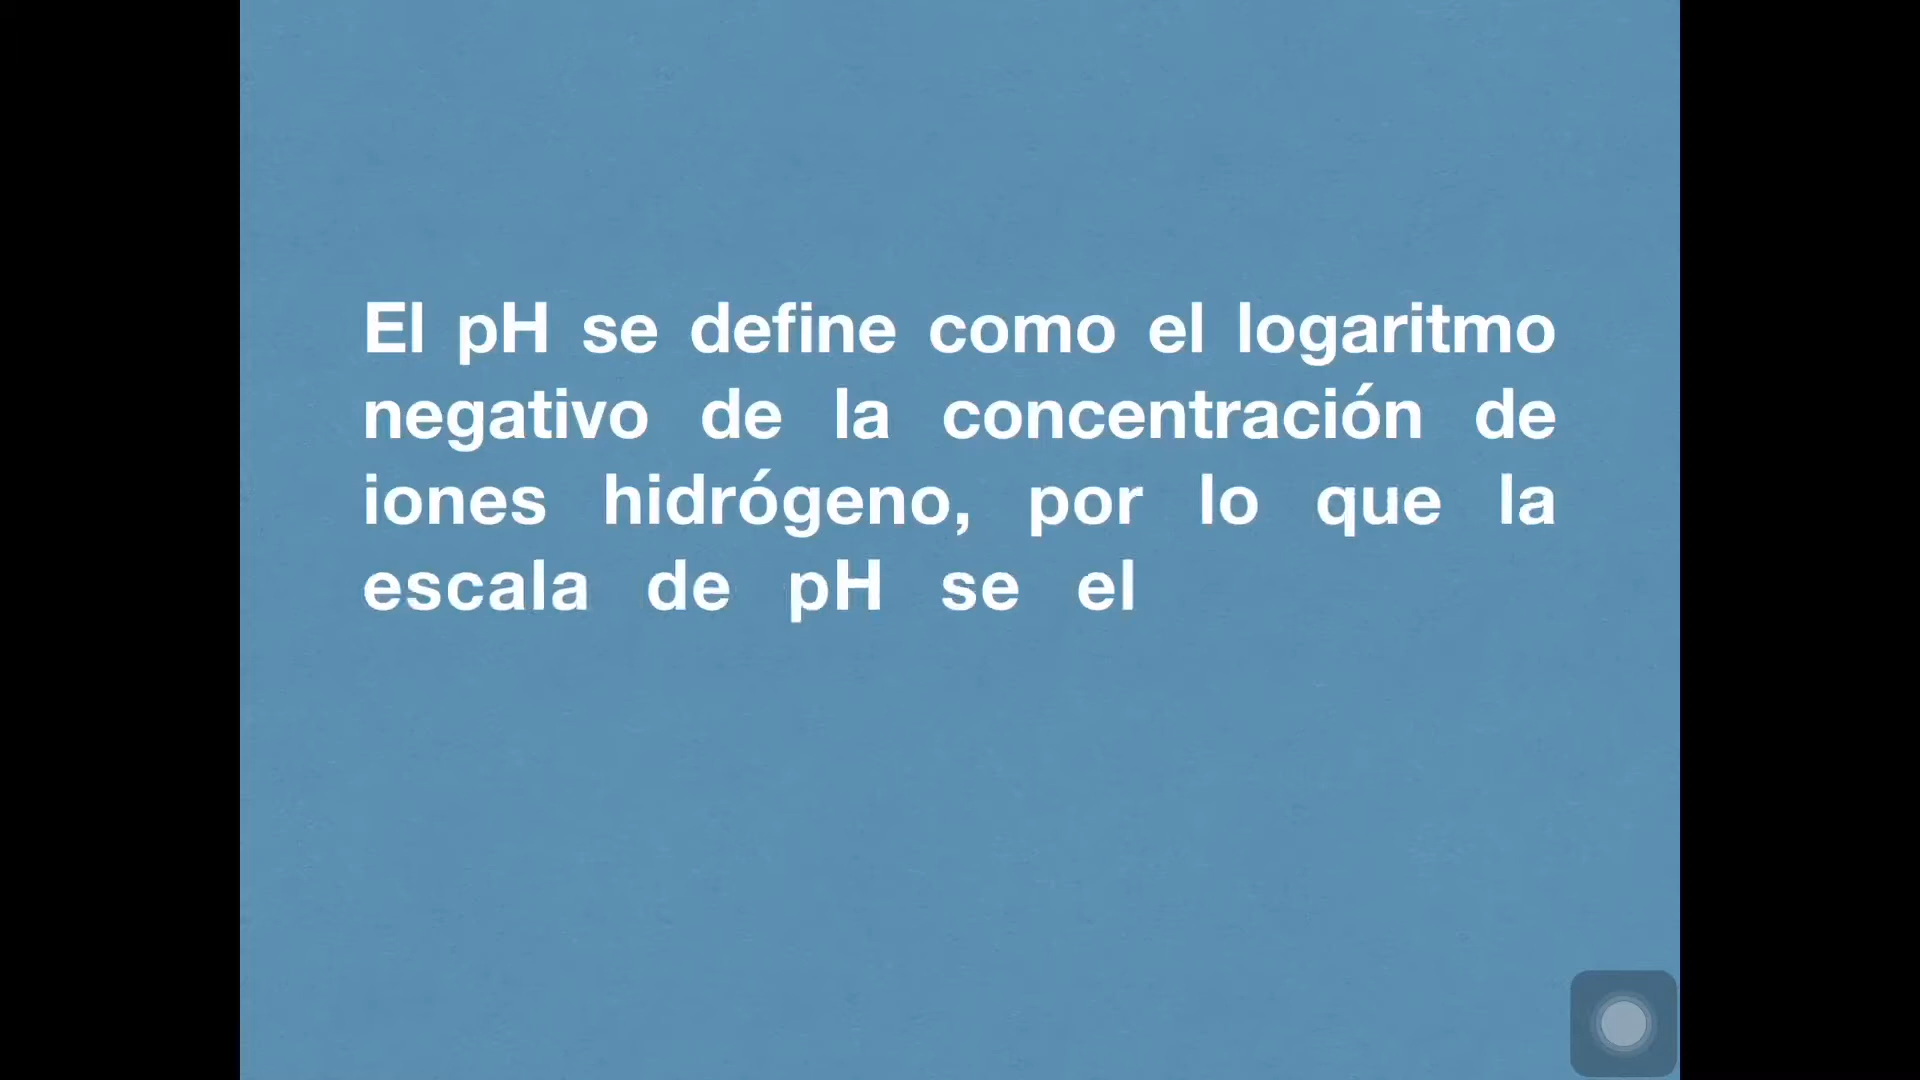 El pH se define como el logaritmo
negativo de la concentración de
iones hidrógeno, por lo que la
escala de pH se el